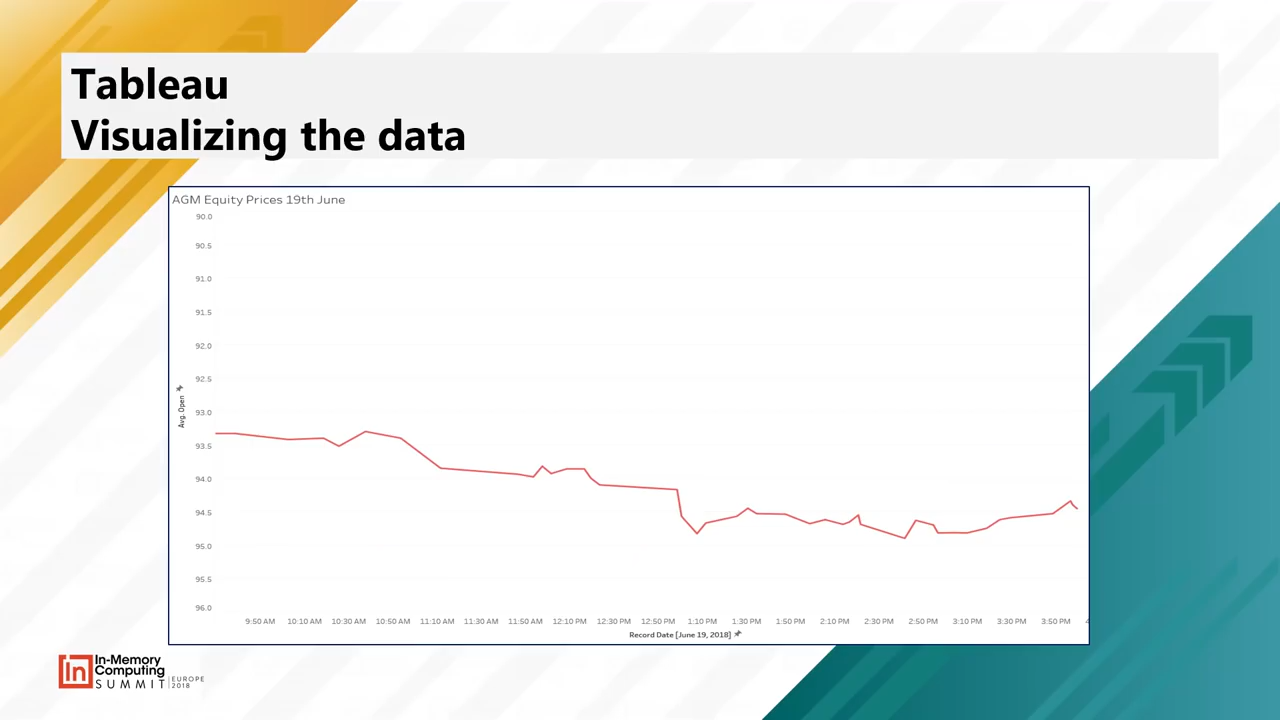 Tableau
Visualizing the data
AGM Equity Prices 19th June
90.0
90.5
91.0
91.5
92.0
92.5
93.0
93.5
94.0
94.5
95.0
95.5
96.0
Avg. Open
9:50 AM 10:10 AM 10:30 AM 10:50 AM 11:10 AM 11:30 AM 11:50 AM 12:10 PM 12:30 PM 12:50 PM 1:10 PM 1:30 PM 1:50 PM 2:10 PM 2:30 PM 2:50 PM 3:10 PM 3:30 PM 3:50 PM
Record Date [June 19, 2018]
In
In-Memory
Computing
SUMMIT
EUROPE
2018